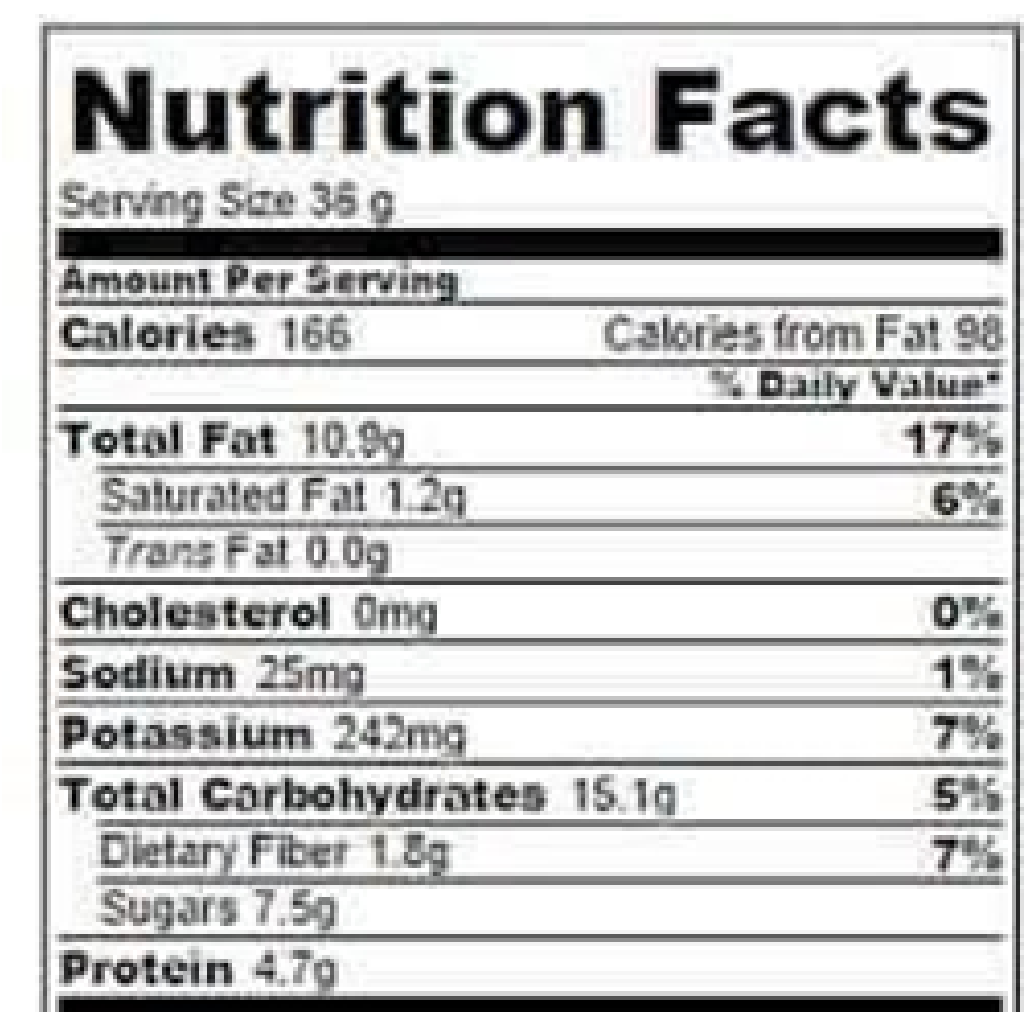 Nutrition Facts
Serving Size 36 g
Amount Per Serving
Calories 166 Calories from Fat 98
% Daily Value*
Total Fat 10.9g 17%
Saturated Fat 1.2g 6%
Trans Fat 0.0g
Cholesterol 0mg 0%
Sodium 25mg 1%
Potassium 242mg 7%
Total Carbohydrates 15.1g 5%
Dietary Fiber 1.8g 7%
Sugars 7.5g
Protein 4.7g